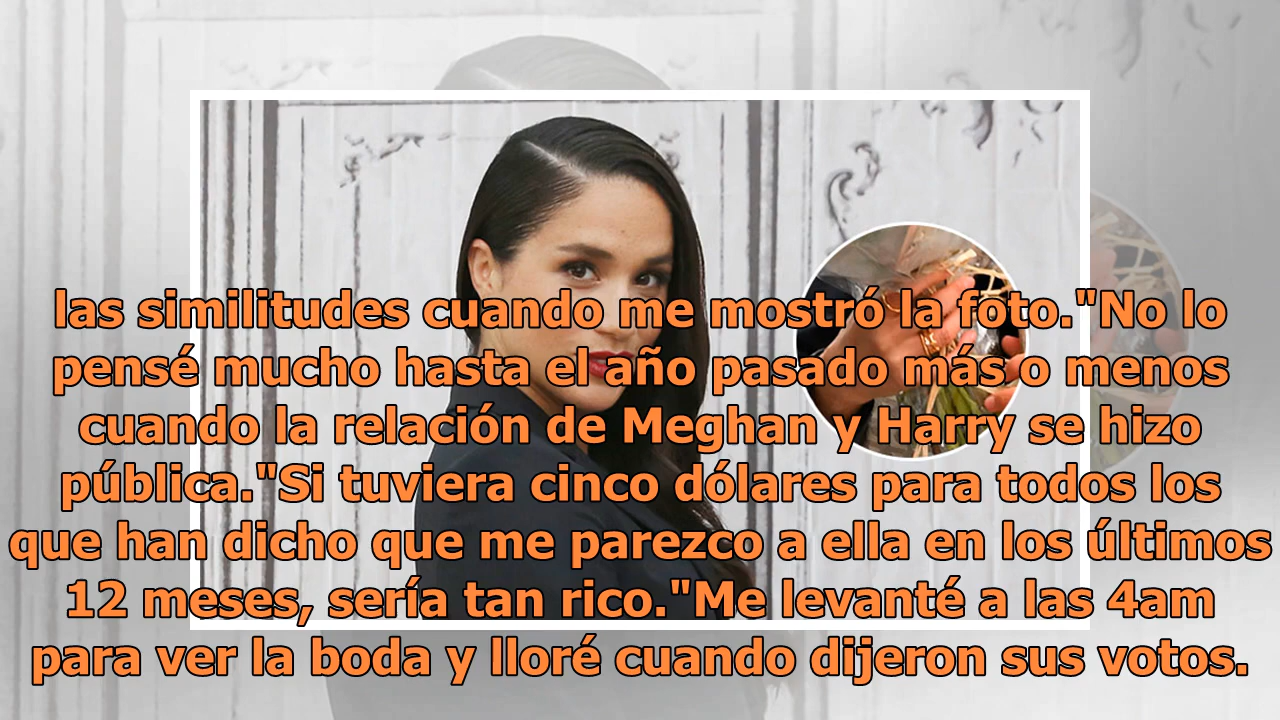 las similitudes cuando me mostró la foto."No lo
pensé mucho hasta el año pasado más o menos
cuando la relación de Meghan y Harry se hizo
pública."Si tuviera cinco dólares para todos los
que han dicho que me parezco a ella en los últimos
12 meses, sería tan rico."Me levanté a las 4am
para ver la boda y lloré cuando dijeron sus votos.